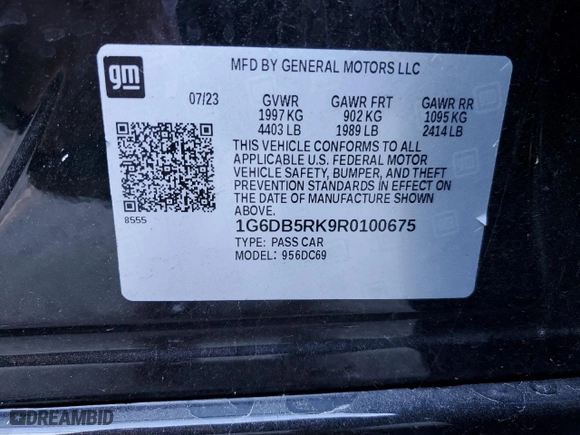 gm
MFD BY GENERAL MOTORS LLC
07/23 GVWR GAWR FRT GAWR RR
1997 KG 902 KG 1095 KG
4403 LB 1989 LB 2414 LB
THIS VEHICLE CONFORMS TO ALL
APPLICABLE U.S. FEDERAL MOTOR
VEHICLE SAFETY, BUMPER, AND THEFT
PREVENTION STANDARDS IN EFFECT ON
THE DATE OF MANUFACTURE SHOWN
ABOVE.
8555
1G6DB5RK9R0100675
TYPE: PASS CAR
MODEL: 956DC69
DREAMBID